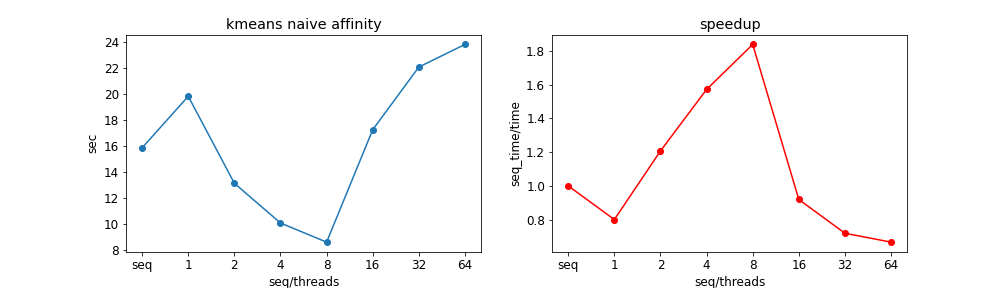 kmeans naive affinity
24
22
20
18
16
14
12
10
8
sec
seq 1 2 4 8 16 32 64
seq/threads
speedup
1.8
1.6
1.4
1.2
1.0
0.8
seq_time/time
seq 1 2 4 8 16 32 64
seq/threads